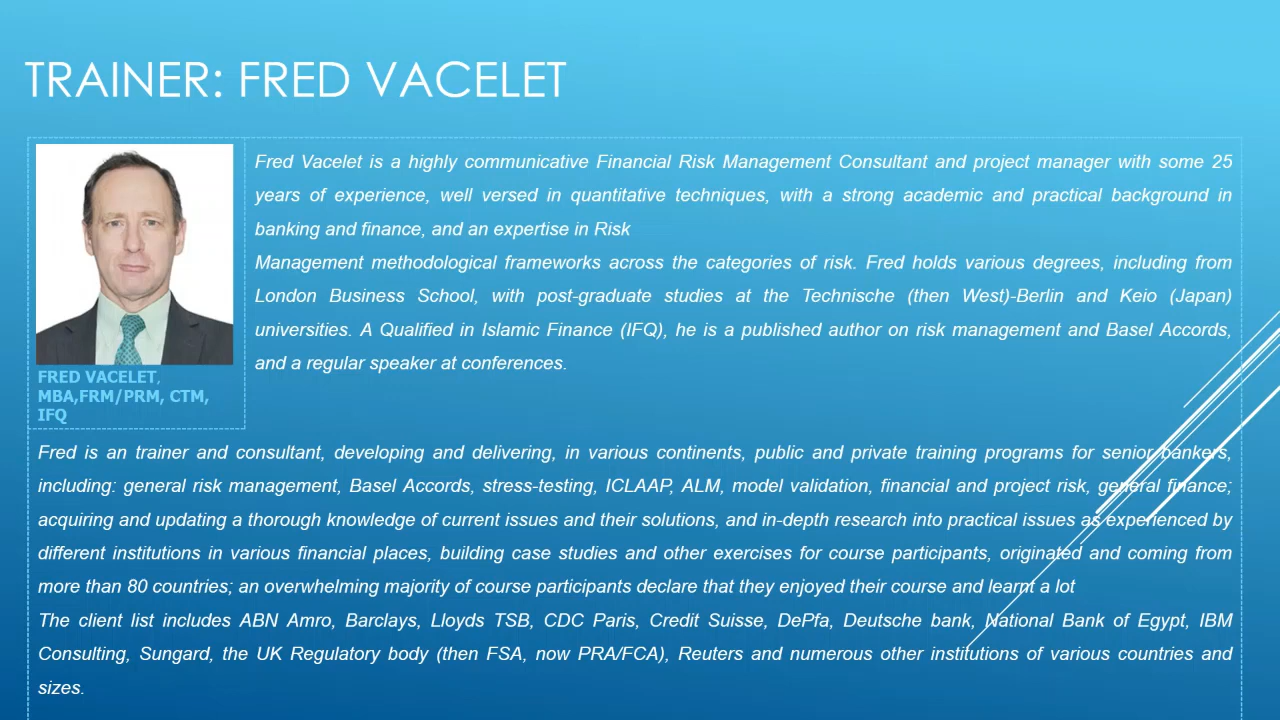 TRAINER: FRED VACELET
Fred Vacelet is a highly communicative Financial Risk Management Consultant and project manager with some 25
years of experience, well versed in quantitative techniques, with a strong academic and practical background in
banking and finance, and an expertise in Risk
Management methodological frameworks across the categories of risk. Fred holds various degrees, including from
London Business School, with post-graduate studies at the Technische (then West)-Berlin and Keio (Japan)
universities. A Qualified in Islamic Finance (IFQ), he is a published author on risk management and Basel Accords,
and a regular speaker at conferences.
FRED VACELET,
MBA,FRM/PRM, CTM,
IFQ
Fred is an trainer and consultant, developing and delivering, in various continents, public and private training programs for senior bankers,
including: general risk management, Basel Accords, stress-testing, ICLAAP, ALM, model validation, financial and project risk, general finance;
acquiring and updating a thorough knowledge of current issues and their solutions, and in-depth research into practical issues as experienced by
different institutions in various financial places, building case studies and other exercises for course participants, originated and coming from
more than 80 countries; an overwhelming majority of course participants declare that they enjoyed their course and learnt a lot
The client list includes ABN Amro, Barclays, Lloyds TSB, CDC Paris, Credit Suisse, DePfa, Deutsche bank, National Bank of Egypt, IBM
Consulting, Sungard, the UK Regulatory body (then FSA, now PRA/FCA), Reuters and numerous other institutions of various countries and
sizes.